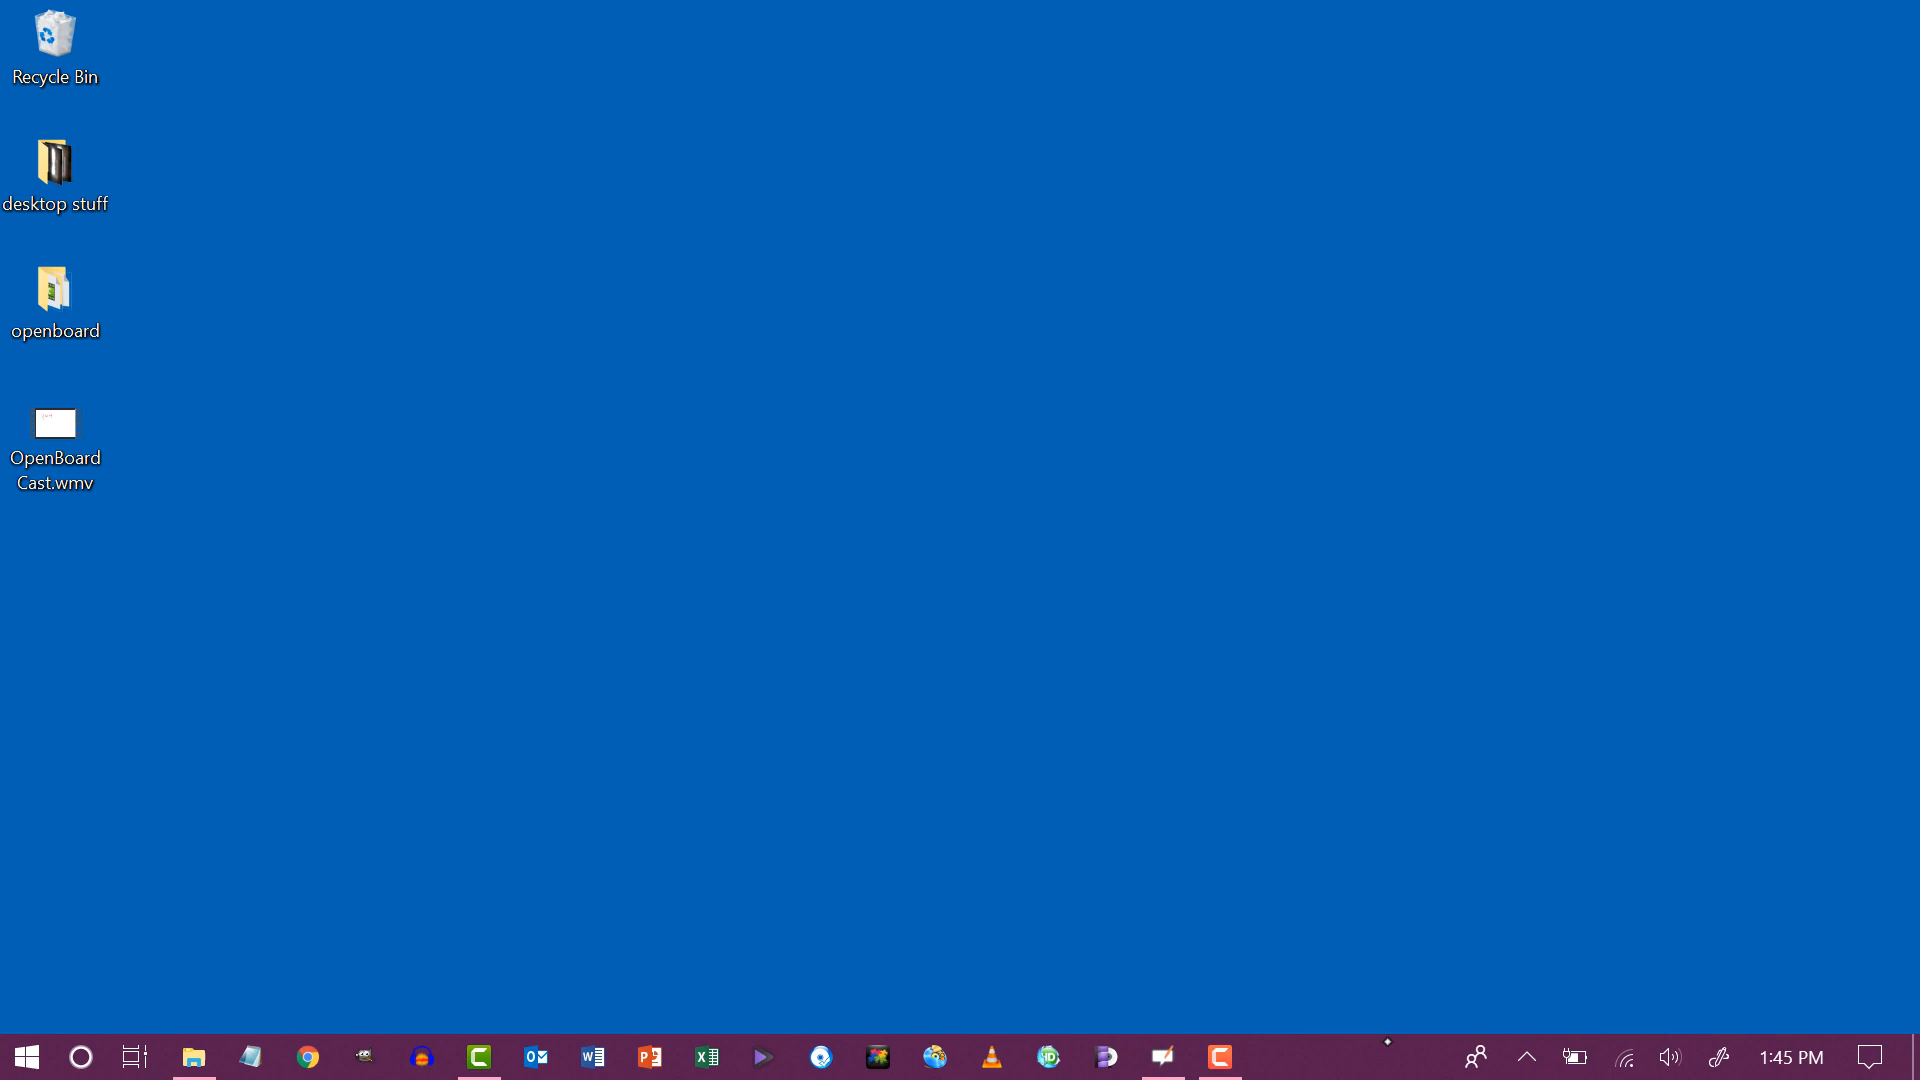 Recycle Bin
desktop stuff
openboard
OpenBoard
Cast.wmv
1:45 PM